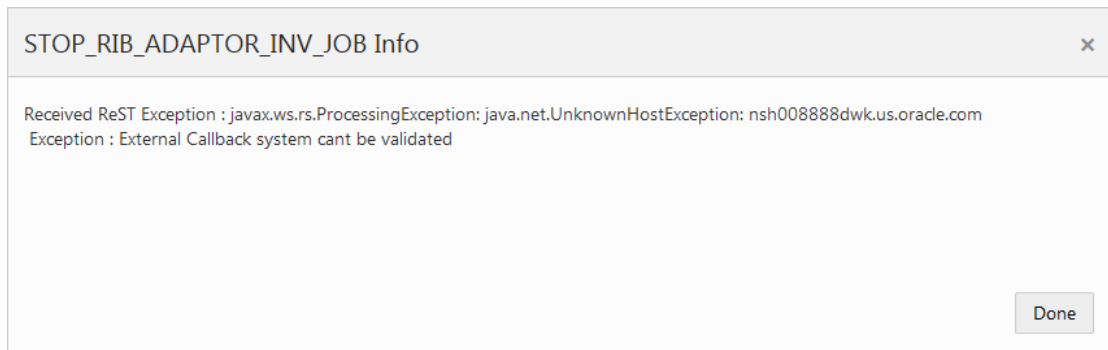 STOP_RIB_ADAPTOR_INV_JOB Info
×
Received ReST Exception : javax.ws.rs.ProcessingException: java.net.UnknownHostException: nsh008888dwk.us.oracle.com
Exception : External Callback system cant be validated
Done